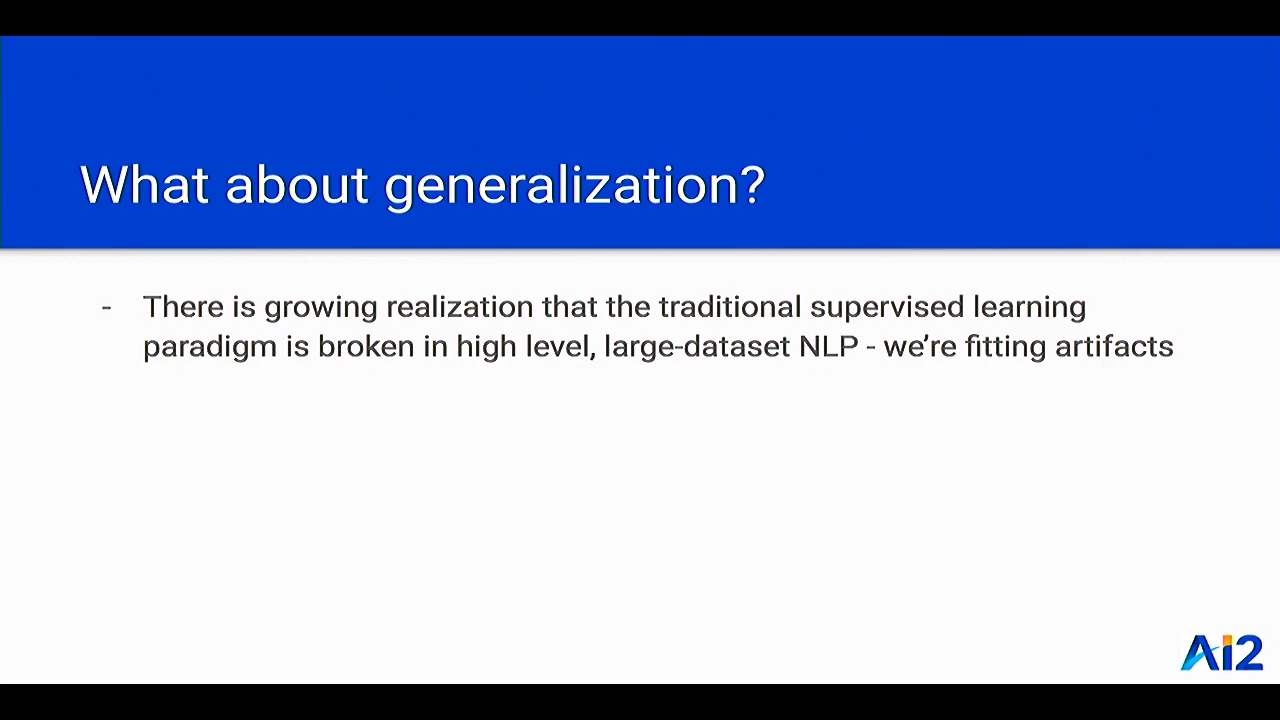 What about generalization?
- There is growing realization that the traditional supervised learning
paradigm is broken in high level, large-dataset NLP - we're fitting artifacts
Ai2